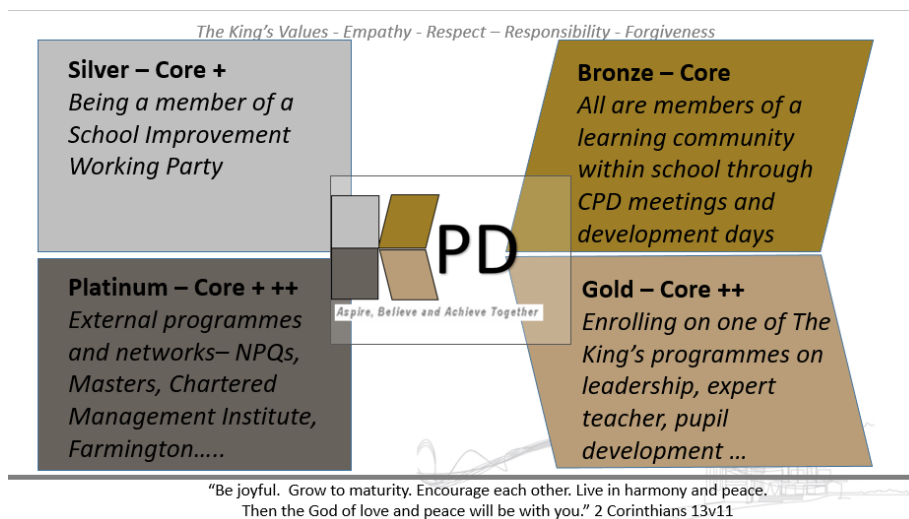 The King's Values - Empathy - Respect – Responsibility - Forgiveness
Silver – Core +
Being a member of a
School Improvement
Working Party
Bronze – Core
All are members of a
learning community
within school through
CPD meetings and
development days
PD
Aspire, Believe and Achieve Together
Platinum – Core + ++
External programmes
and networks– NPQs,
Masters, Chartered
Management Institute,
Farmington…..
Gold – Core ++
Enrolling on one of The
King's programmes on
leadership, expert
teacher, pupil
development …
“Be joyful.  Grow to maturity. Encourage each other. Live in harmony and peace.
Then the God of love and peace will be with you.” 2 Corinthians 13v11